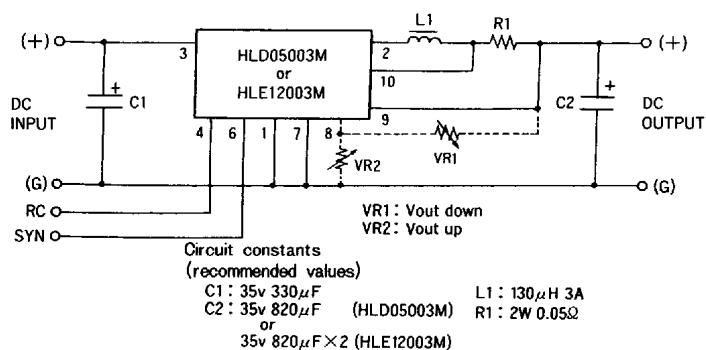 L1 R1
(+) 3 HLD05003M 2 (+)
or
HLE12003M 10
DC C1 C2 DC
INPUT 4 6 1 7 8 9 OUTPUT
VR1
VR2
(G) (G)
RC VR1: Vout down
SYN VR2: Vout up
Circuit constants
(recommended values)
C1: 35v 330μF L1: 130μH 3A
C2: 35v 820μF (HLD05003M) R1: 2W 0.05Ω
or
35v 820μF×2 (HLE12003M)